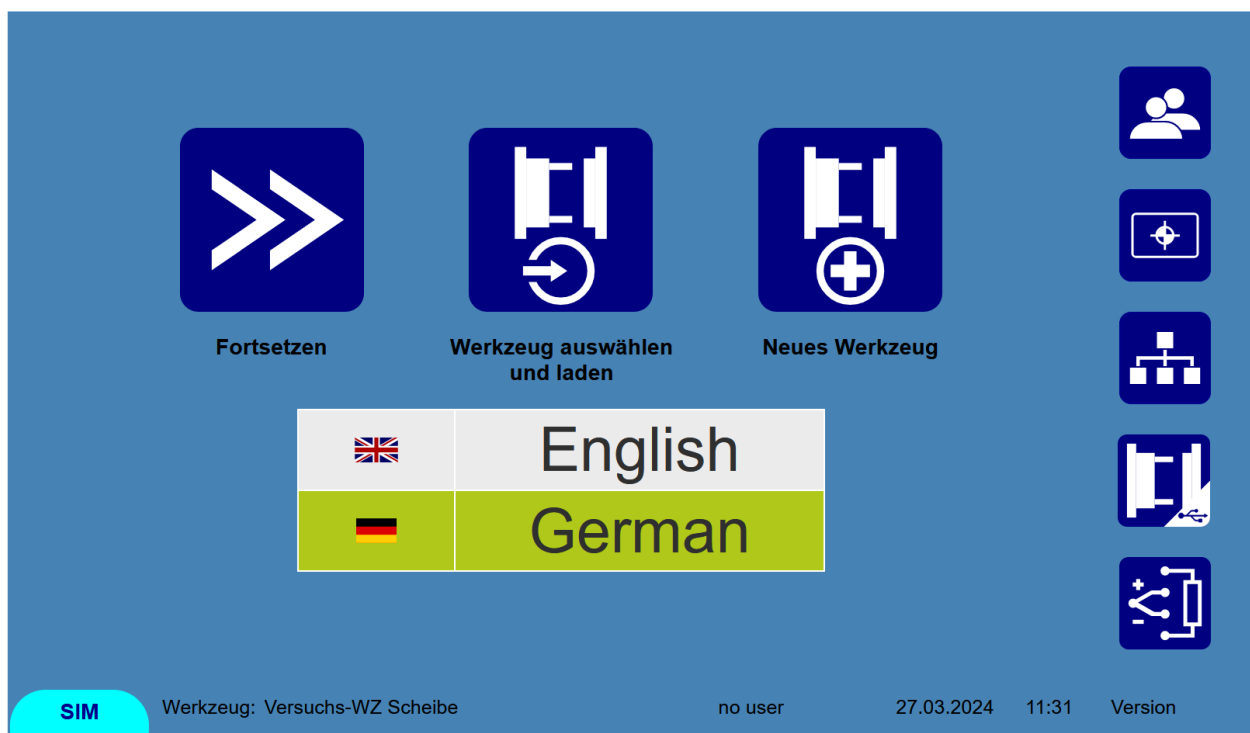 Fortsetzen
Werkzeug auswählen
und laden
Neues Werkzeug
English
German
SIM
Werkzeug: Versuchs-WZ Scheibe
no user
27.03.2024
11:31
Version